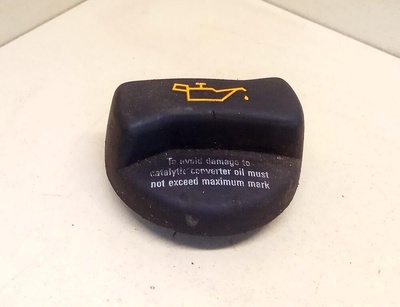 To avoid damage to
catalytic converter oil must
not exceed maximum mark